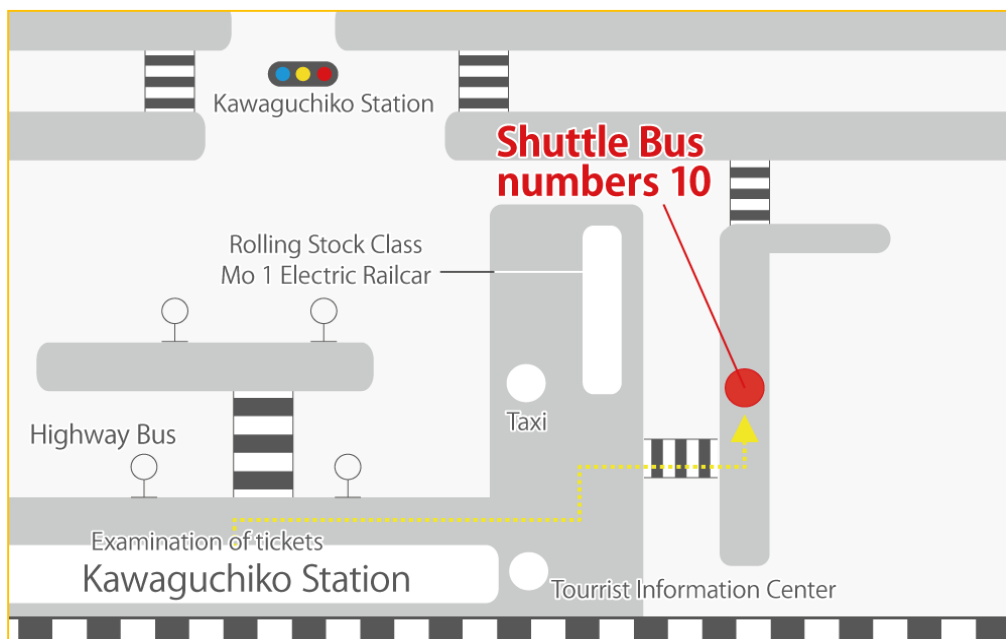 Kawaguchiko Station
Shuttle Bus
numbers 10
Rolling Stock Class
Mo 1 Electric Railcar
Taxi
Highway Bus
Examination of tickets
Kawaguchiko Station
Tourrist Information Center